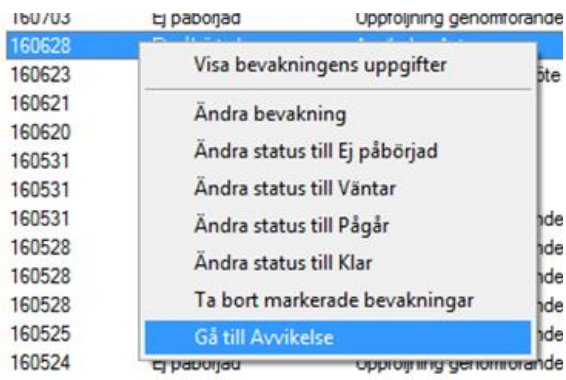 160703 Ej påbörjad Uppföljning genomförande
160628
160623
160621
160620
160531
160531
160531
160528
160528
160528
160525
160524 Ej påbörjad Uppföljning genomförande
Visa bevakningens uppgifter
Ändra bevakning
Ändra status till Ej påbörjad
Ändra status till Väntar
Ändra status till Pågår
Ändra status till Klar
Ta bort markerade bevakningar
Gå till Avvikelse